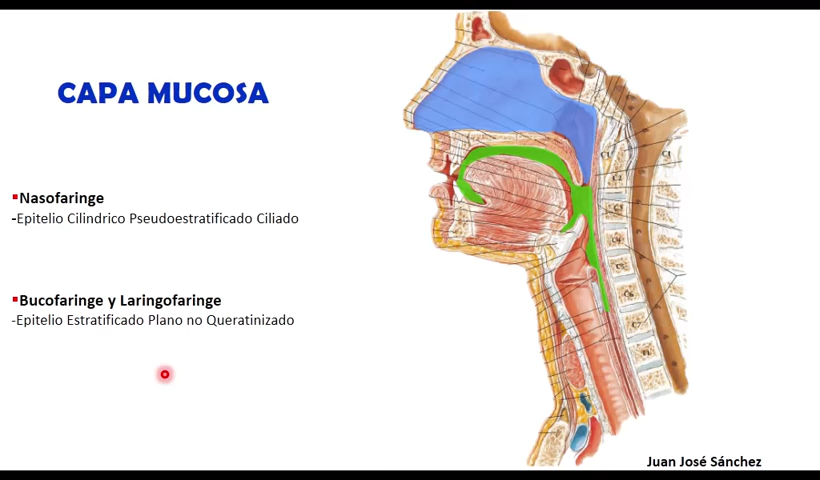 CAPA MUCOSA
Nasofaringe
-Epitelio Cilindrico Pseudoestratificado Ciliado
Bucofaringe y Laringofaringe
-Epitelio Estratificado Plano no Queratinizado
Juan José Sánchez